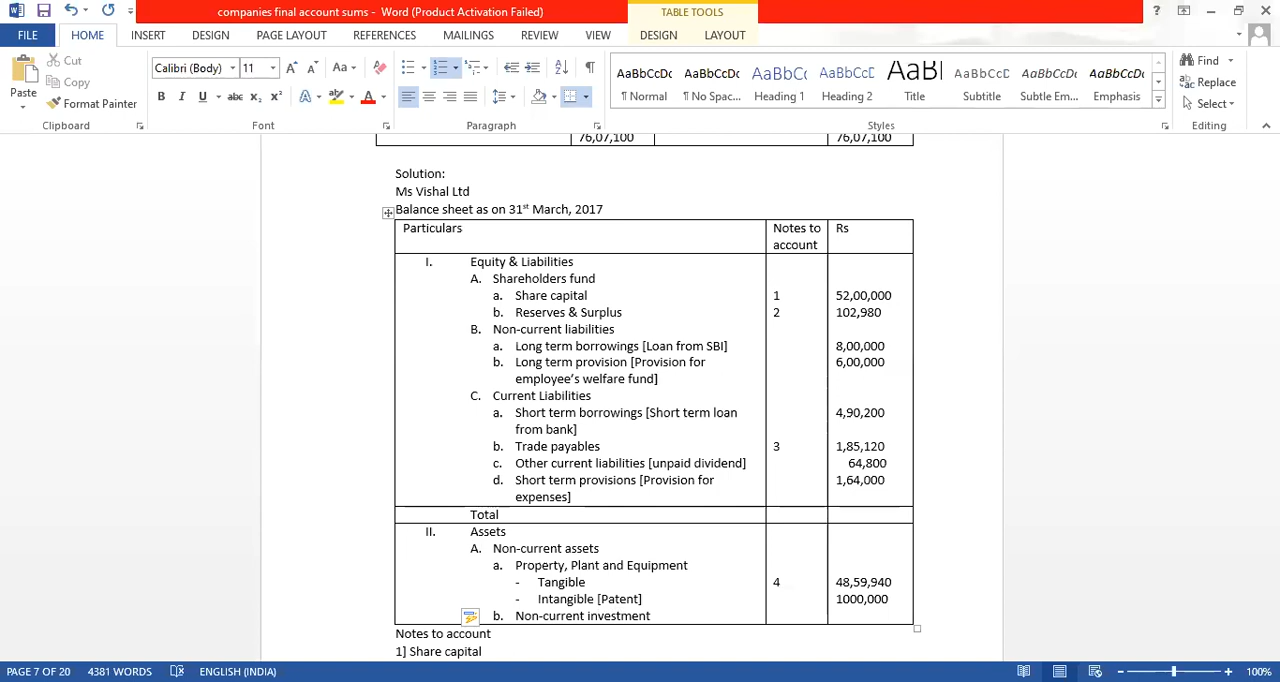 companies final account sums - Word (Product Activation Failed)
TABLE TOOLS
?
FILE HOME INSERT DESIGN PAGE LAYOUT REFERENCES MAILINGS REVIEW VIEW DESIGN LAYOUT
Paste
Cut
Copy
Format Painter
Clipboard
Calibri (Body) 11
Font
Paragraph
AaBbCcDc AaBbCcDc AaBbCc AaBbCcC AaBl AaBbCcC AaBbCcDc AaBbCcDc
¶ Normal ¶ No Spac... Heading 1 Heading 2 Title Subtitle Subtle Em... Emphasis
Styles
Find
Replace
Select
Editing
76,07,100 76,07,100
Solution:
Ms Vishal Ltd
Balance sheet as on 31st March, 2017
Particulars Notes to account Rs
I. Equity & Liabilities
A. Shareholders fund
a. Share capital 1 52,00,000
b. Reserves & Surplus 2 102,980
B. Non-current liabilities
a. Long term borrowings [Loan from SBI] 8,00,000
b. Long term provision [Provision for 6,00,000
employee's welfare fund]
C. Current Liabilities
a. Short term borrowings [Short term loan 4,90,200
from bank]
b. Trade payables 3 1,85,120
c. Other current liabilities [unpaid dividend] 64,800
d. Short term provisions [Provision for 1,64,000
expenses]
Total
II. Assets
A. Non-current assets
a. Property, Plant and Equipment
- Tangible 4 48,59,940
- Intangible [Patent] 1000,000
b. Non-current investment
Notes to account
1] Share capital
PAGE 7 OF 20 4381 WORDS ENGLISH (INDIA) 100%